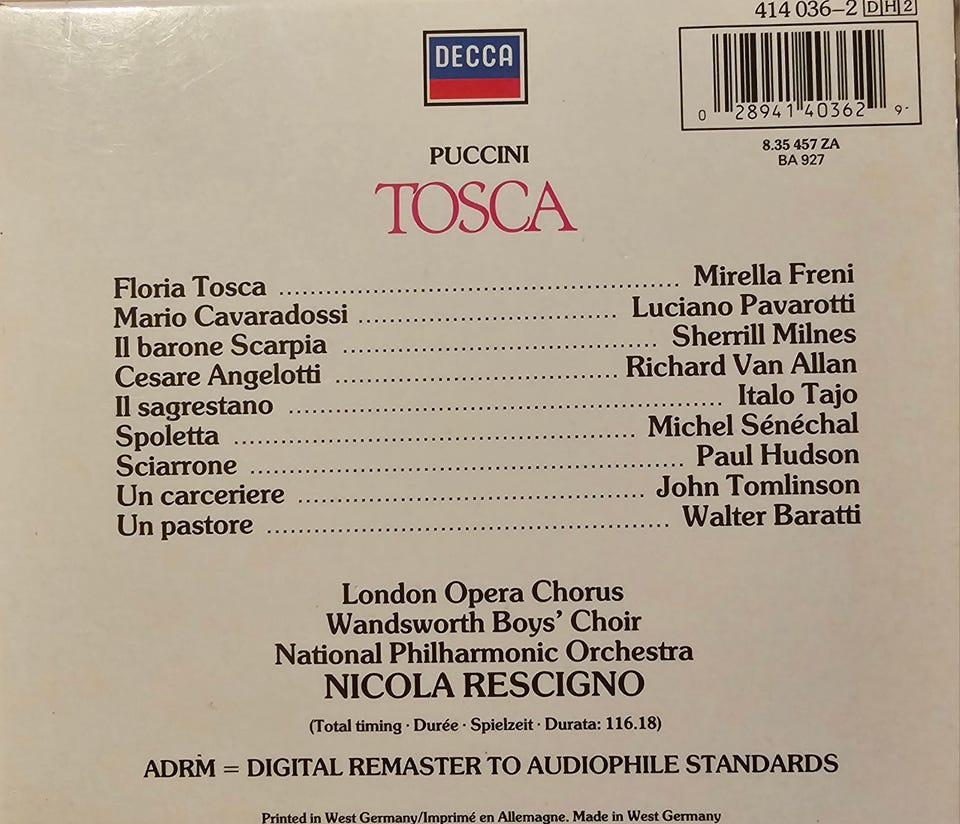 414 036-2 DH2
DECCA
0 28941 40362 9
8.35 457 ZA
BA 927
PUCCINI
TOSCA
Floria Tosca ........................................ Mirella Freni
Mario Cavaradossi ........................... Luciano Pavarotti
Il barone Scarpia ................................ Sherrill Milnes
Cesare Angelotti ............................. Richard Van Allan
Il sagrestano ............................................ Italo Tajo
Spoletta ......................................... Michel Sénéchal
Sciarrone ............................................. Paul Hudson
Un carceriere ................................... John Tomlinson
Un pastore ......................................... Walter Baratti
London Opera Chorus
Wandsworth Boys' Choir
National Philharmonic Orchestra
NICOLA RESCIGNO
(Total timing · Durée · Spielzeit · Durata: 116.18)
ADRM = DIGITAL REMASTER TO AUDIOPHILE STANDARDS
Printed in West Germany/Imprimé en Allemagne. Made in West Germany